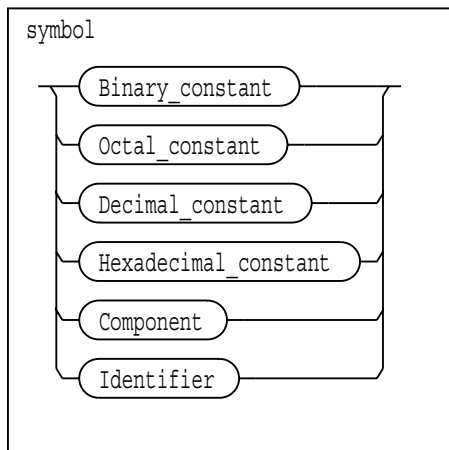 symbol
Binary_constant
Octal_constant
Decimal_constant
Hexadecimal_constant
Component
Identifier